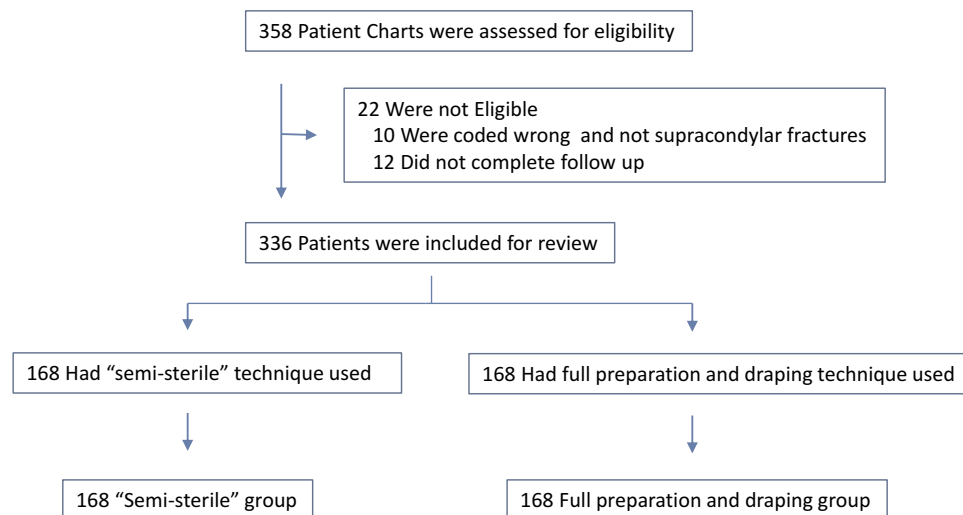 358 Patient Charts were assessed for eligibility
22 Were not Eligible
10 Were coded wrong and not supracondylar fractures
12 Did not complete follow up
336 Patients were included for review
168 Had “semi-sterile” technique used
168 Had full preparation and draping technique used
168 “Semi-sterile” group
168 Full preparation and draping group